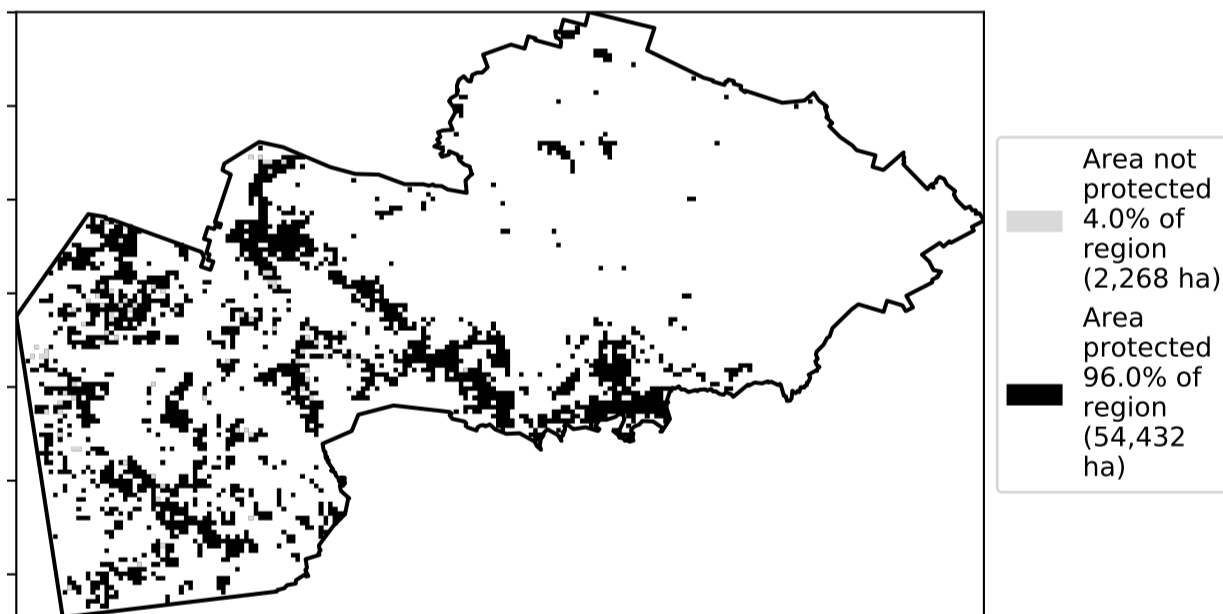 Area not
protected
4.0% of
region
(2,268 ha)
Area
protected
96.0% of
region
(54,432
ha)